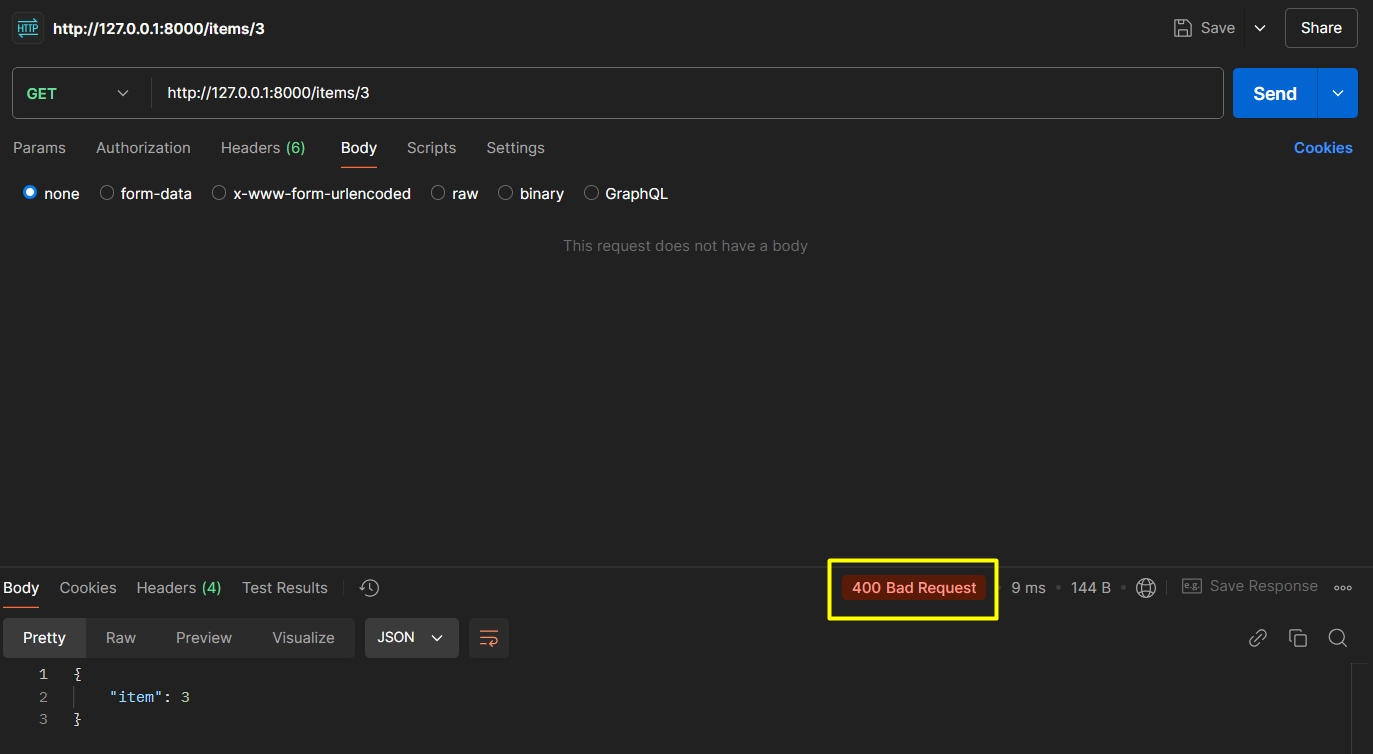 HTTP http://127.0.0.1:8000/items/3 Save Share
GET http://127.0.0.1:8000/items/3 Send
Params Authorization Headers (6) Body Scripts Settings Cookies
none form-data x-www-form-urlencoded raw binary GraphQL
This request does not have a body
Body Cookies Headers (4) Test Results 400 Bad Request • 9 ms • 144 B • e.g. Save Response
Pretty Raw Preview Visualize JSON
1 {
2 "item": 3
3 }